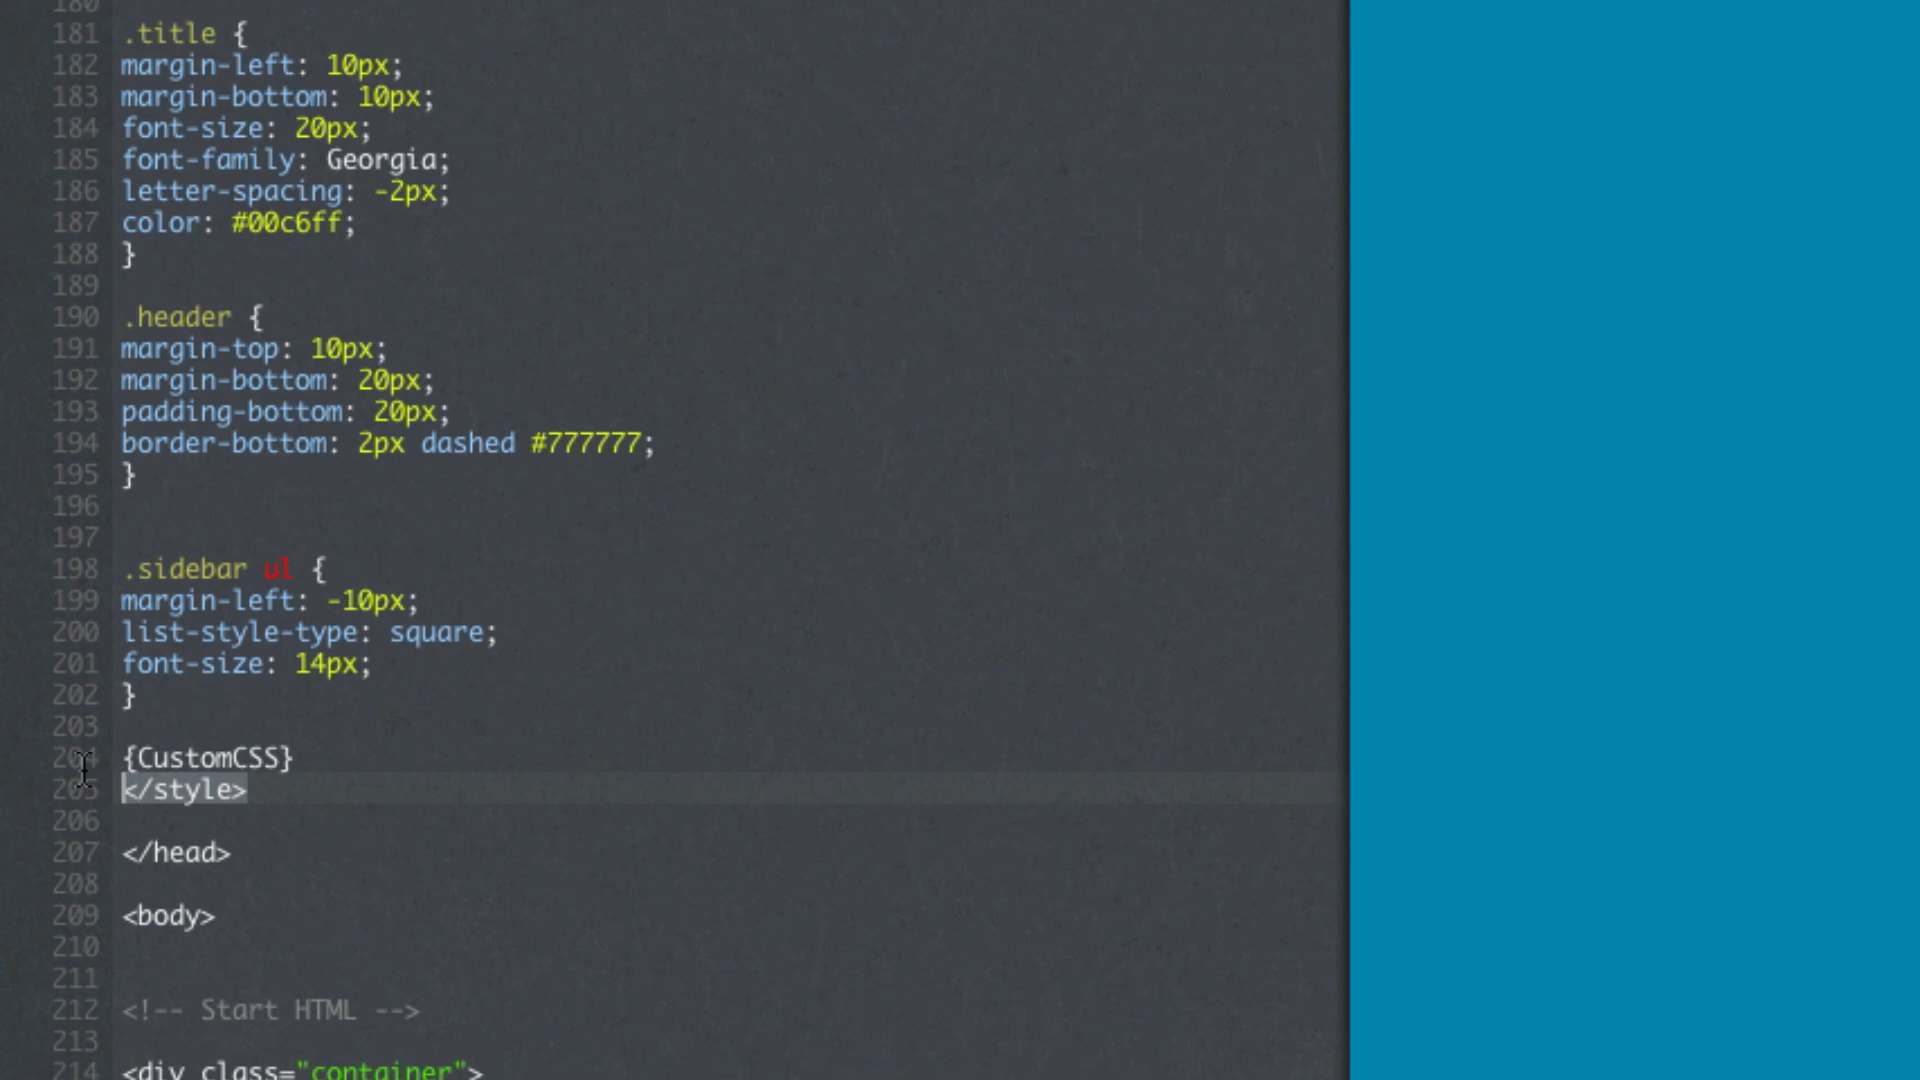 180
181 .title {
182 margin-left: 10px;
183 margin-bottom: 10px;
184 font-size: 20px;
185 font-family: Georgia;
186 letter-spacing: -2px;
187 color: #00c6ff;
188 }
189
190 .header {
191 margin-top: 10px;
192 margin-bottom: 20px;
193 padding-bottom: 20px;
194 border-bottom: 2px dashed #777777;
195 }
196
197
198 .sidebar ul {
199 margin-left: -10px;
200 list-style-type: square;
201 font-size: 14px;
202 }
203
204 {CustomCSS}
205 </style>
206
207 </head>
208
209 <body>
210
211
212 <!-- Start HTML -->
213
214 <div class="container">